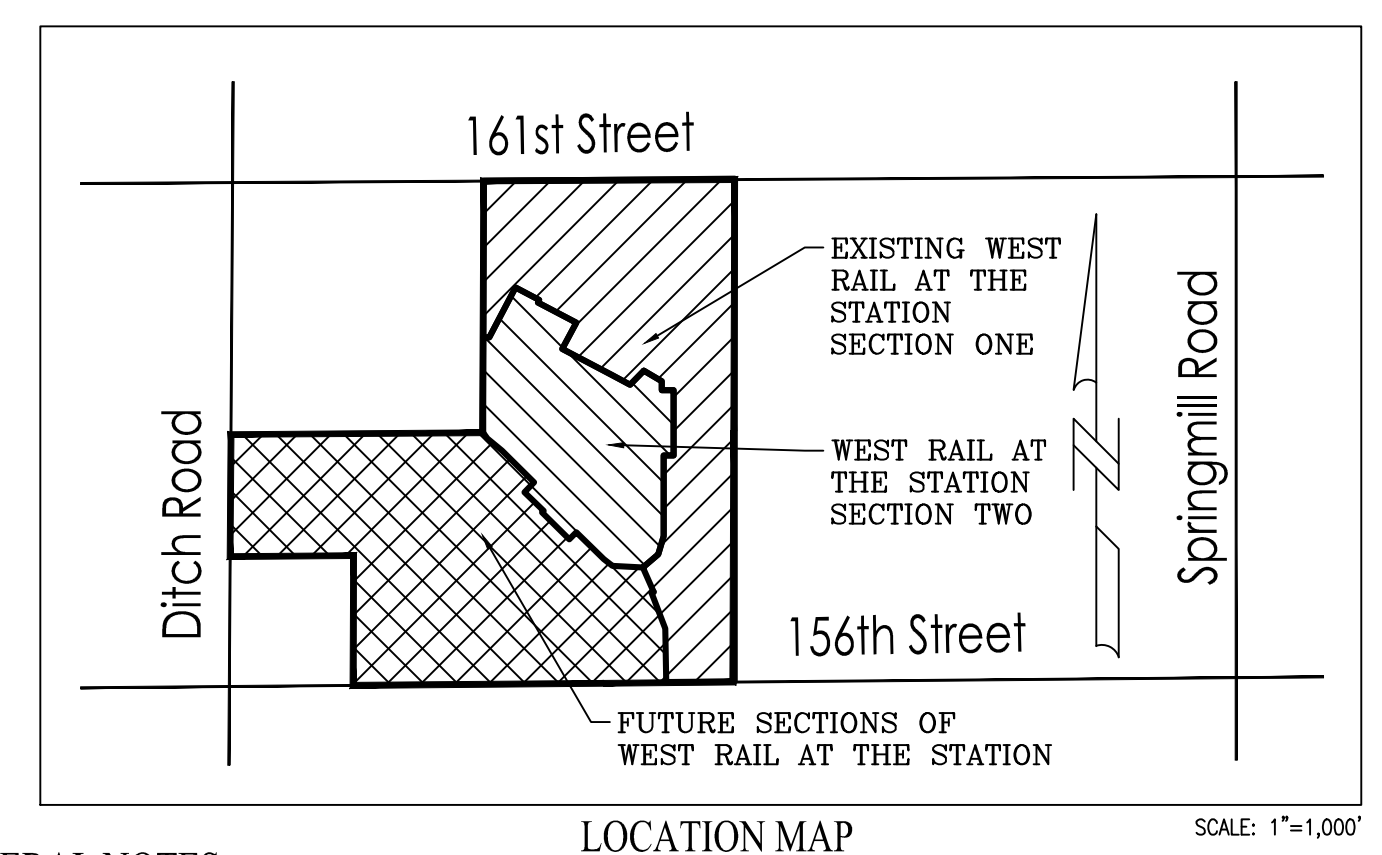 161st Street
EXISTING WEST
RAIL AT THE
STATION
SECTION ONE
Springmill Road
Ditch Road
WEST RAIL AT
THE STATION
SECTION TWO
156th Street
FUTURE SECTIONS OF
WEST RAIL AT THE STATION
N
LOCATION MAP
SCALE: 1"=1,000'